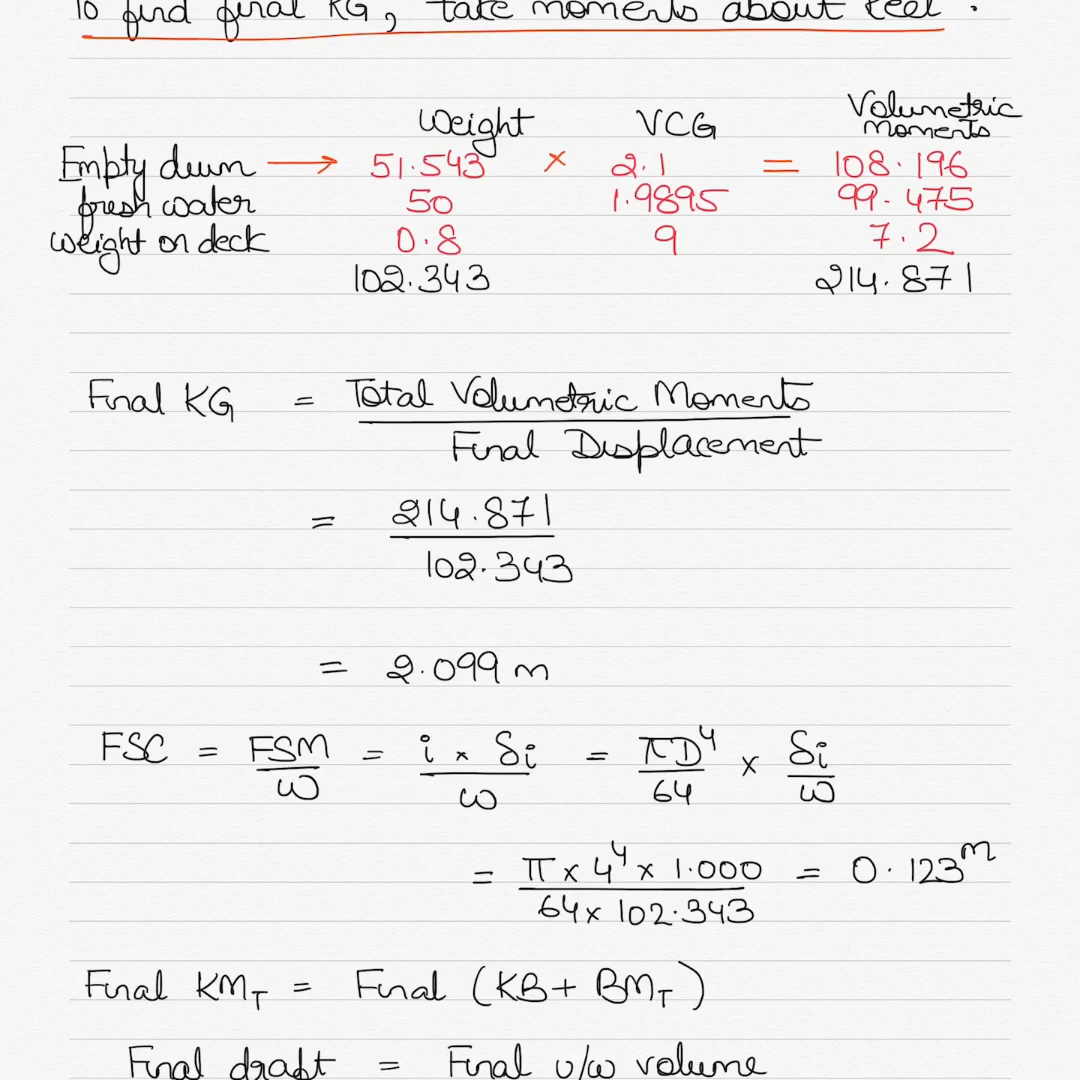 To find final KG, take moments about keel.
Weight VCG Volumetric moments
Empty drum → 51.543 × 2.1 = 108.196
fresh water 50 1.9895 99.475
weight on deck 0.8 9 7.2
102.343 214.871
Final KG = Total Volumetric Moments
Final Displacement
= 214.871
102.343
= 2.099 m
FSC = FSM/W = i × δi/W = πD⁴/64 × δi/W
= π × 4⁴ × 1.000 / 64 × 102.343 = 0.123 m
Final KM_T = Final (KB + BM_T)
Final draft = Final u/w volume